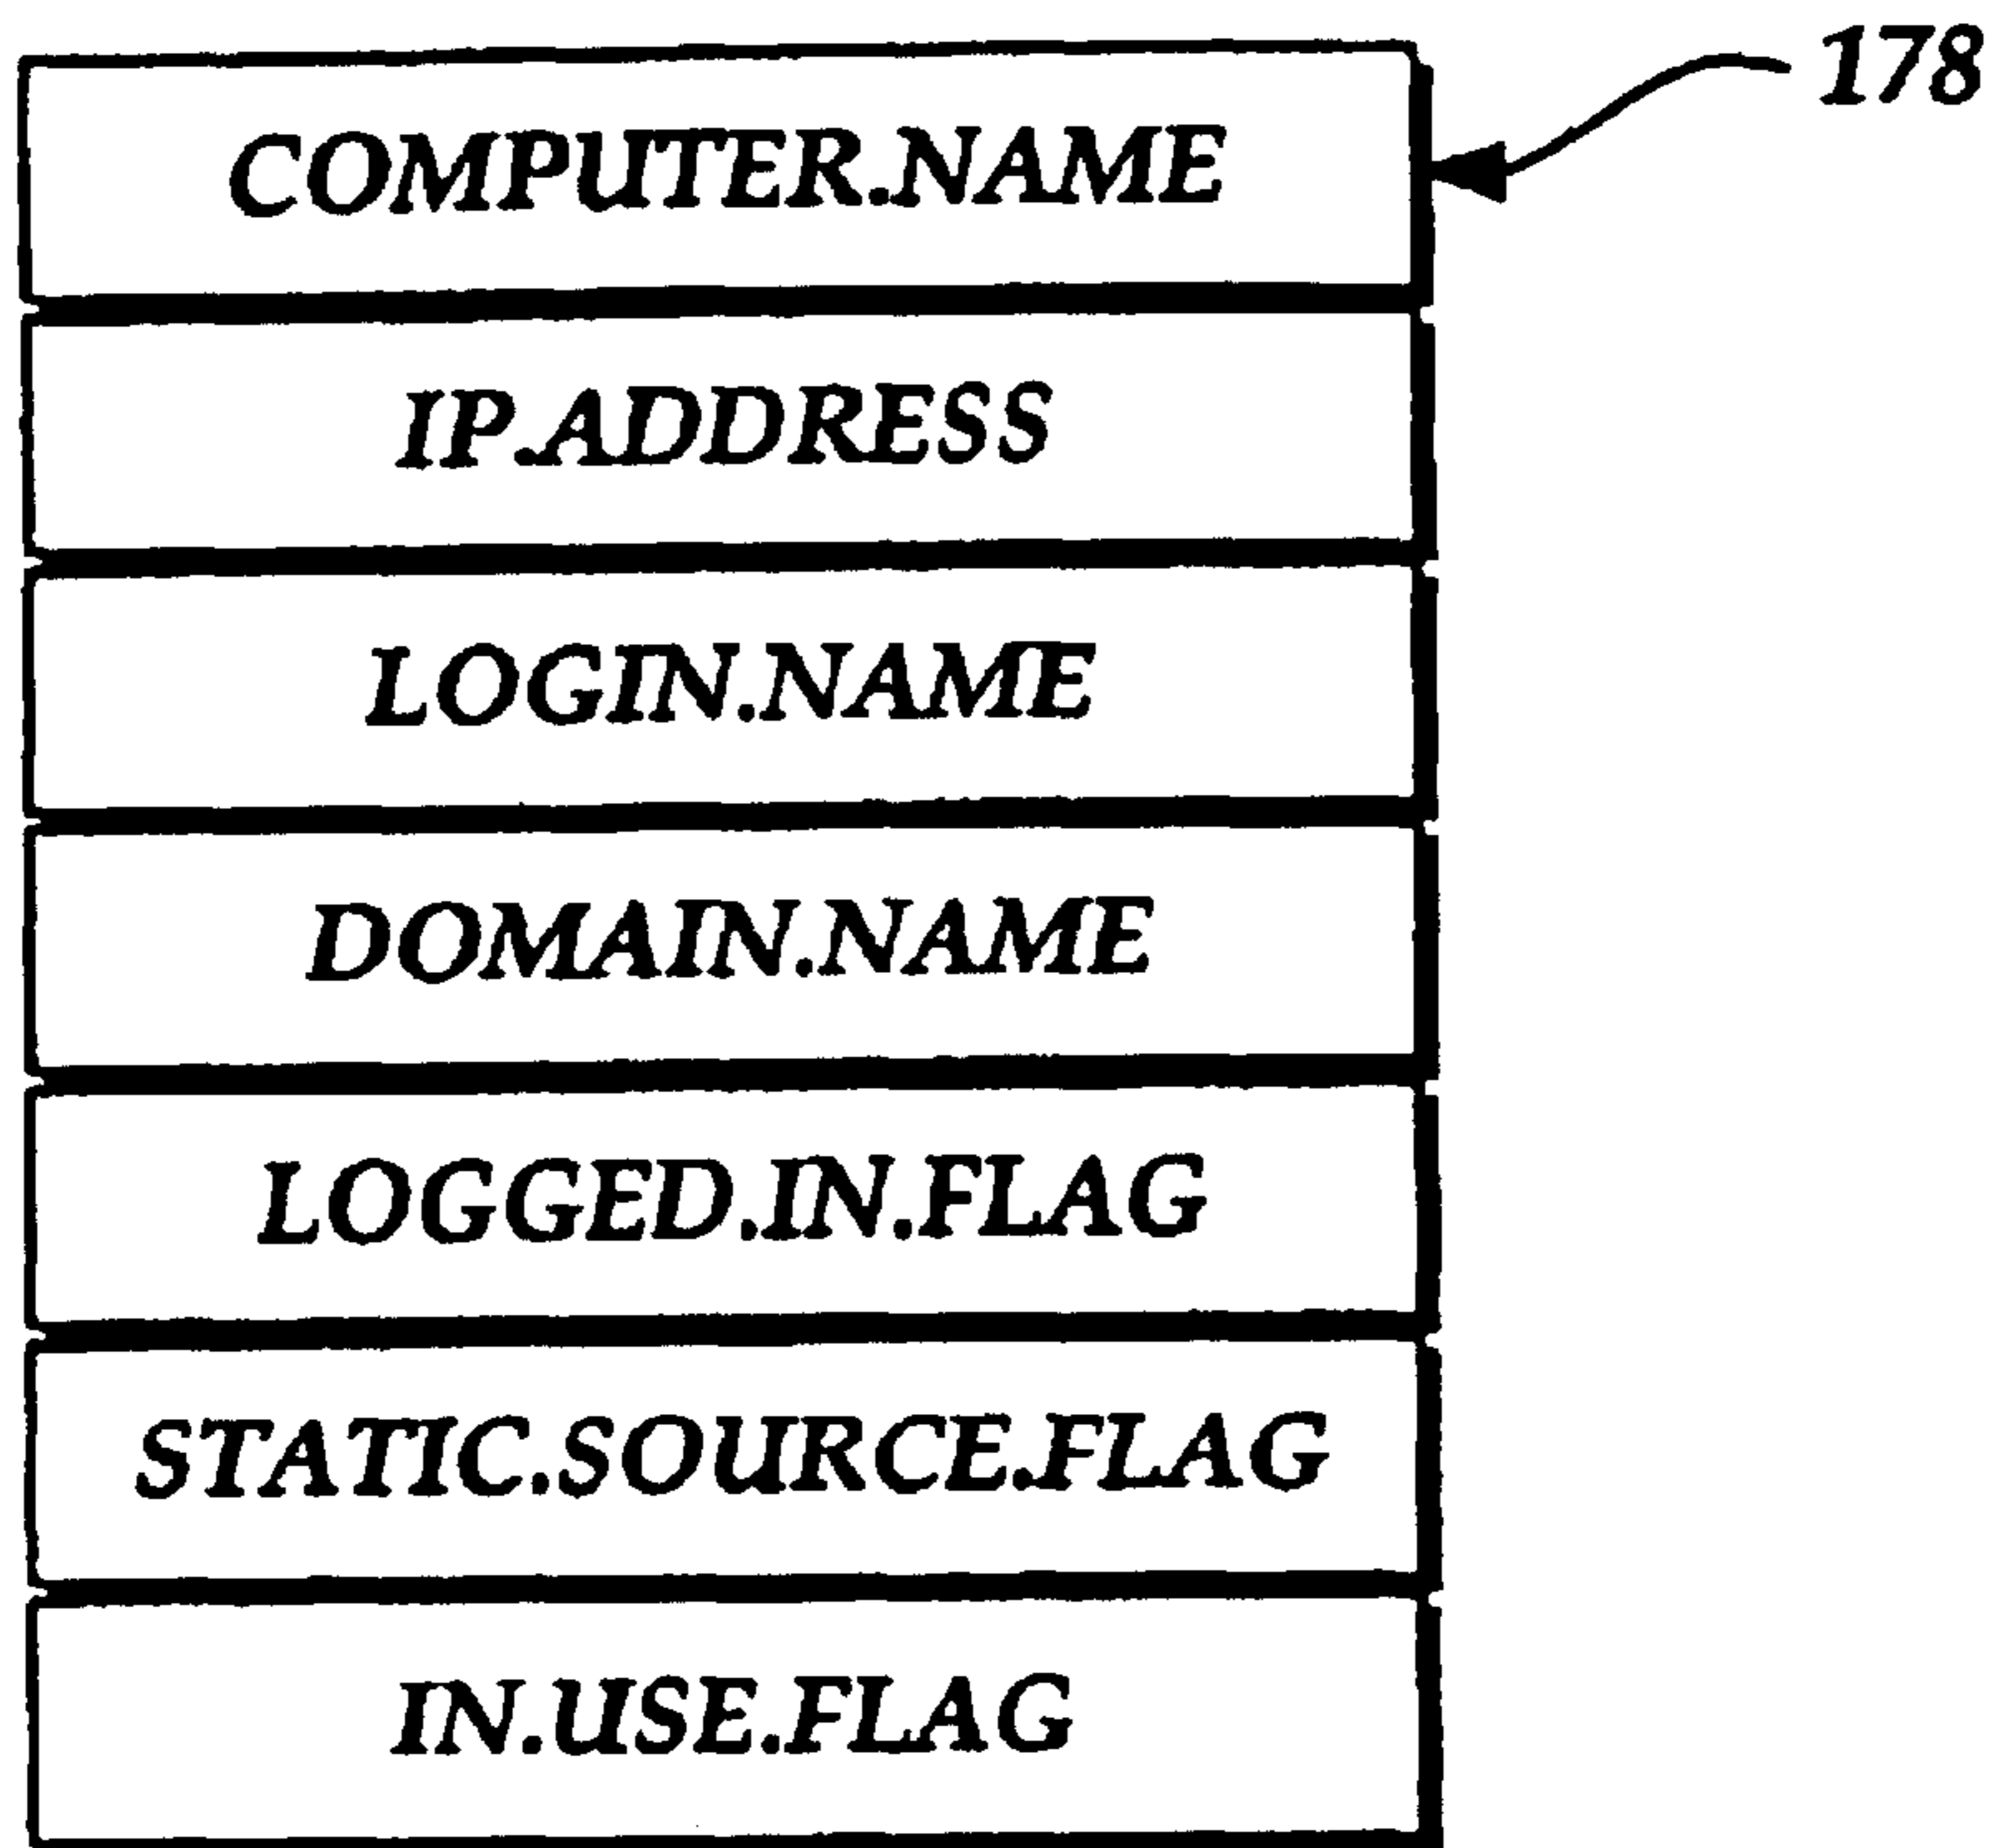 178
COMPUTER.NAME
IP.ADDRESS
LOGIN.NAME
DOMAIN.NAME
LOGGED.IN.FLAG
STATIC.SOURCE.FLAG
IN.USE.FLAG